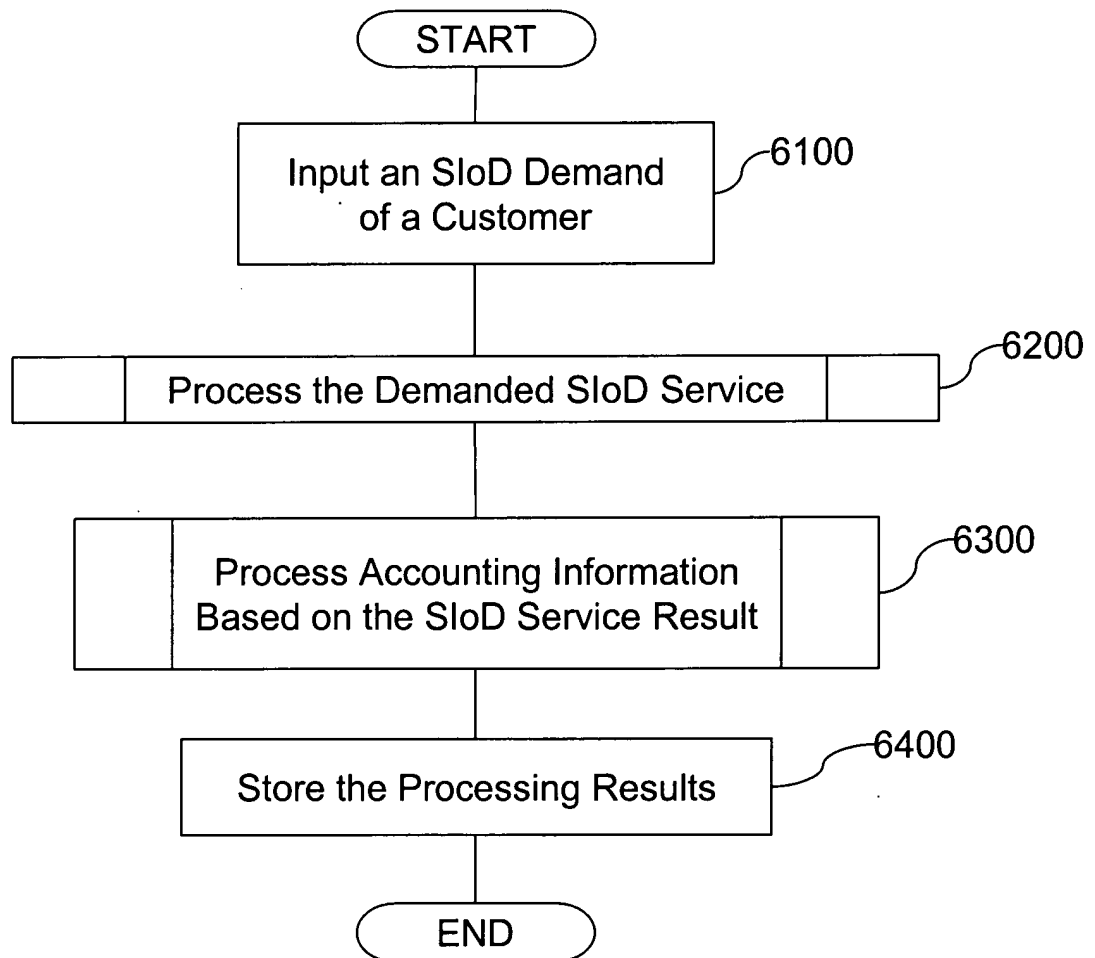 START
Input an SIoD Demand
of a Customer
6100
Process the Demanded SIoD Service
6200
Process Accounting Information
Based on the SIoD Service Result
6300
Store the Processing Results
6400
END